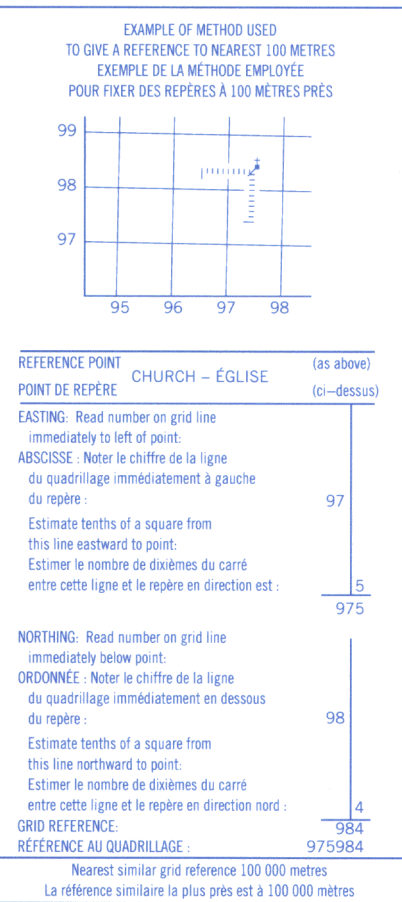 EXAMPLE OF METHOD USED
TO GIVE A REFERENCE TO NEAREST 100 METRES
EXEMPLE DE LA MÉTHODE EMPLOYÉE
POUR FIXER DES REPÈRES À 100 MÈTRES PRÈS
99
98
97
95 96 97 98
REFERENCE POINT
CHURCH – ÉGLISE
(as above)
POINT DE REPÈRE
(ci–dessus)
EASTING: Read number on grid line
immediately to left of point:
ABSCISSE : Noter le chiffre de la ligne
du quadrillage immédiatement à gauche
du repère : 97
Estimate tenths of a square from
this line eastward to point:
Estimer le nombre de dixièmes du carré
entre cette ligne et le repère en direction est : 5
975
NORTHING: Read number on grid line
immediately below point:
ORDONNÉE : Noter le chiffre de la ligne
du quadrillage immédiatement en dessous
du repère : 98
Estimate tenths of a square from
this line northward to point:
Estimer le nombre de dixièmes du carré
entre cette ligne et le repère en direction nord : 4
GRID REFERENCE: 984
RÉFÉRENCE AU QUADRILLAGE : 975984
Nearest similar grid reference 100 000 metres
La référence similaire la plus près est à 100 000 mètres